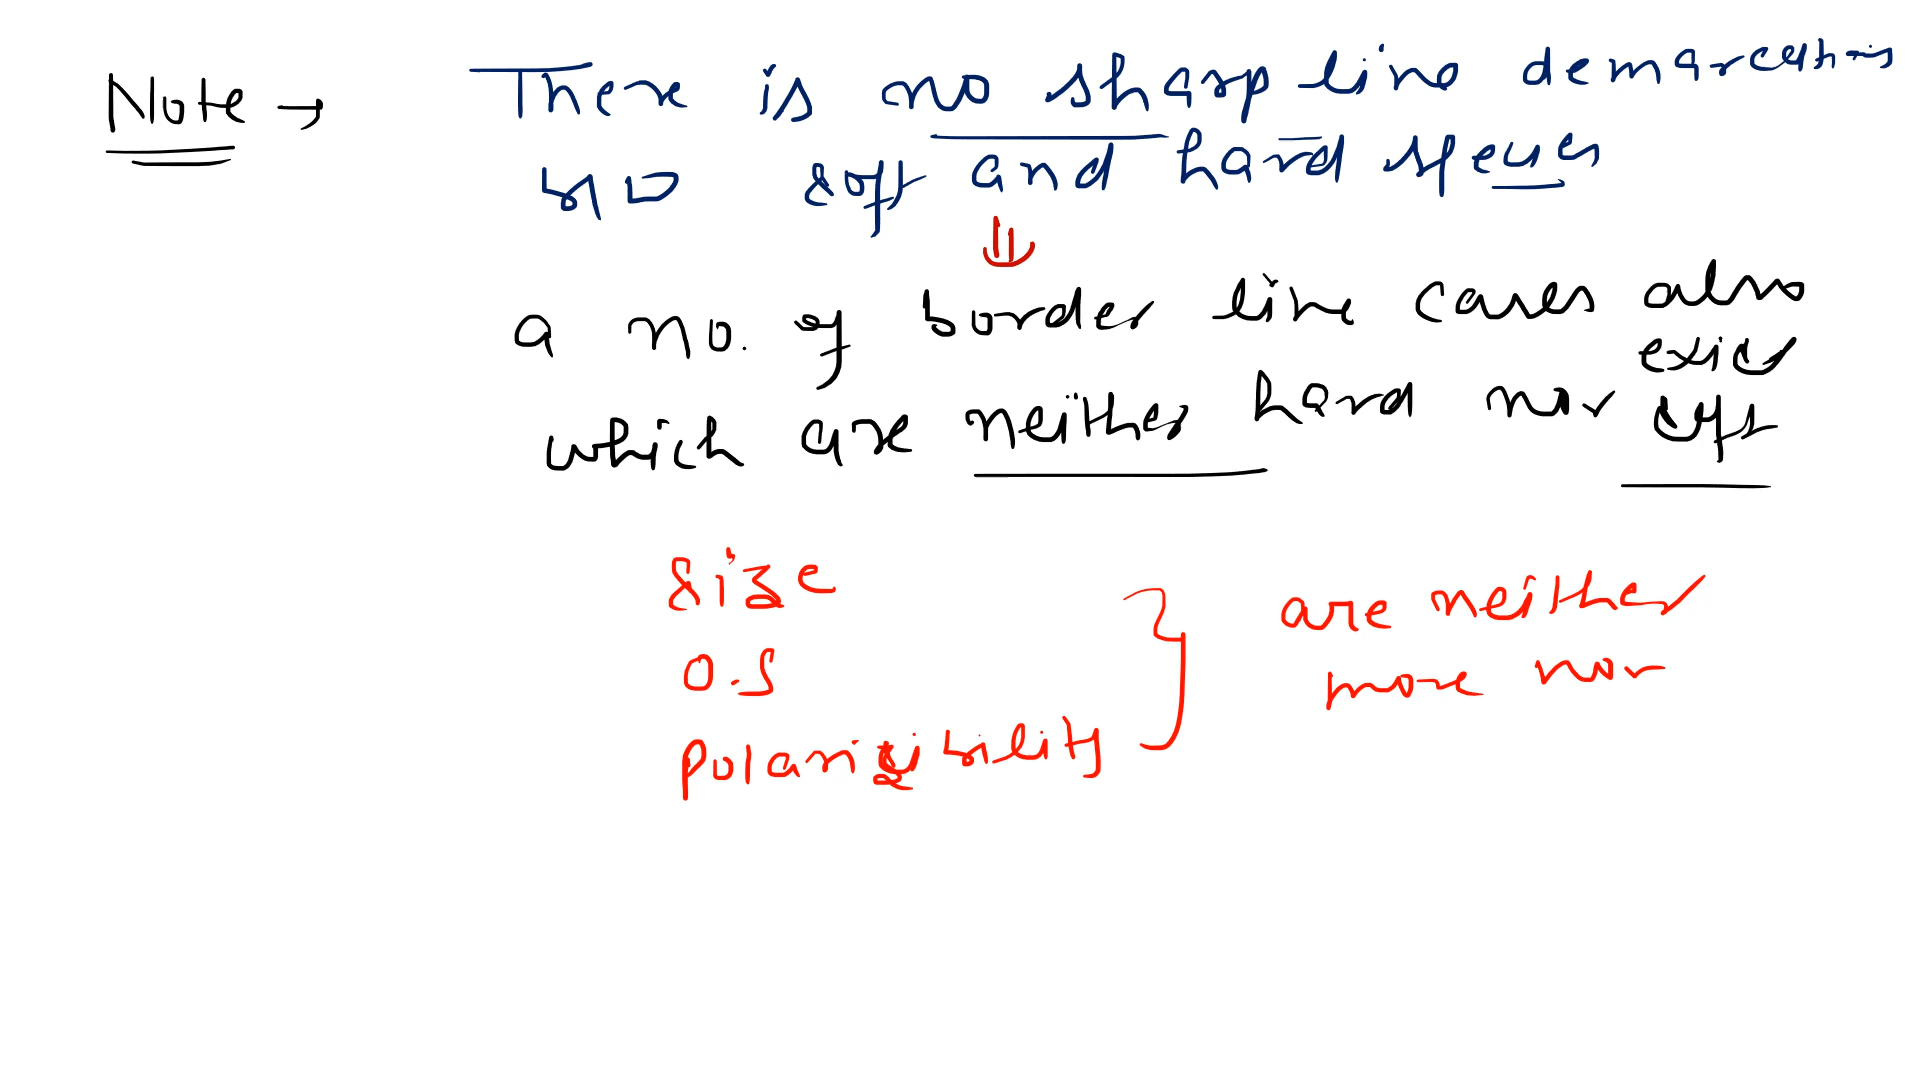 Note → There is no sharp line demarcation
b/w soft and hard species
⇓
a no. of border line cases also
exist
which are neither hard nor soft
size
O.S
polarizibility } are neither
more nor